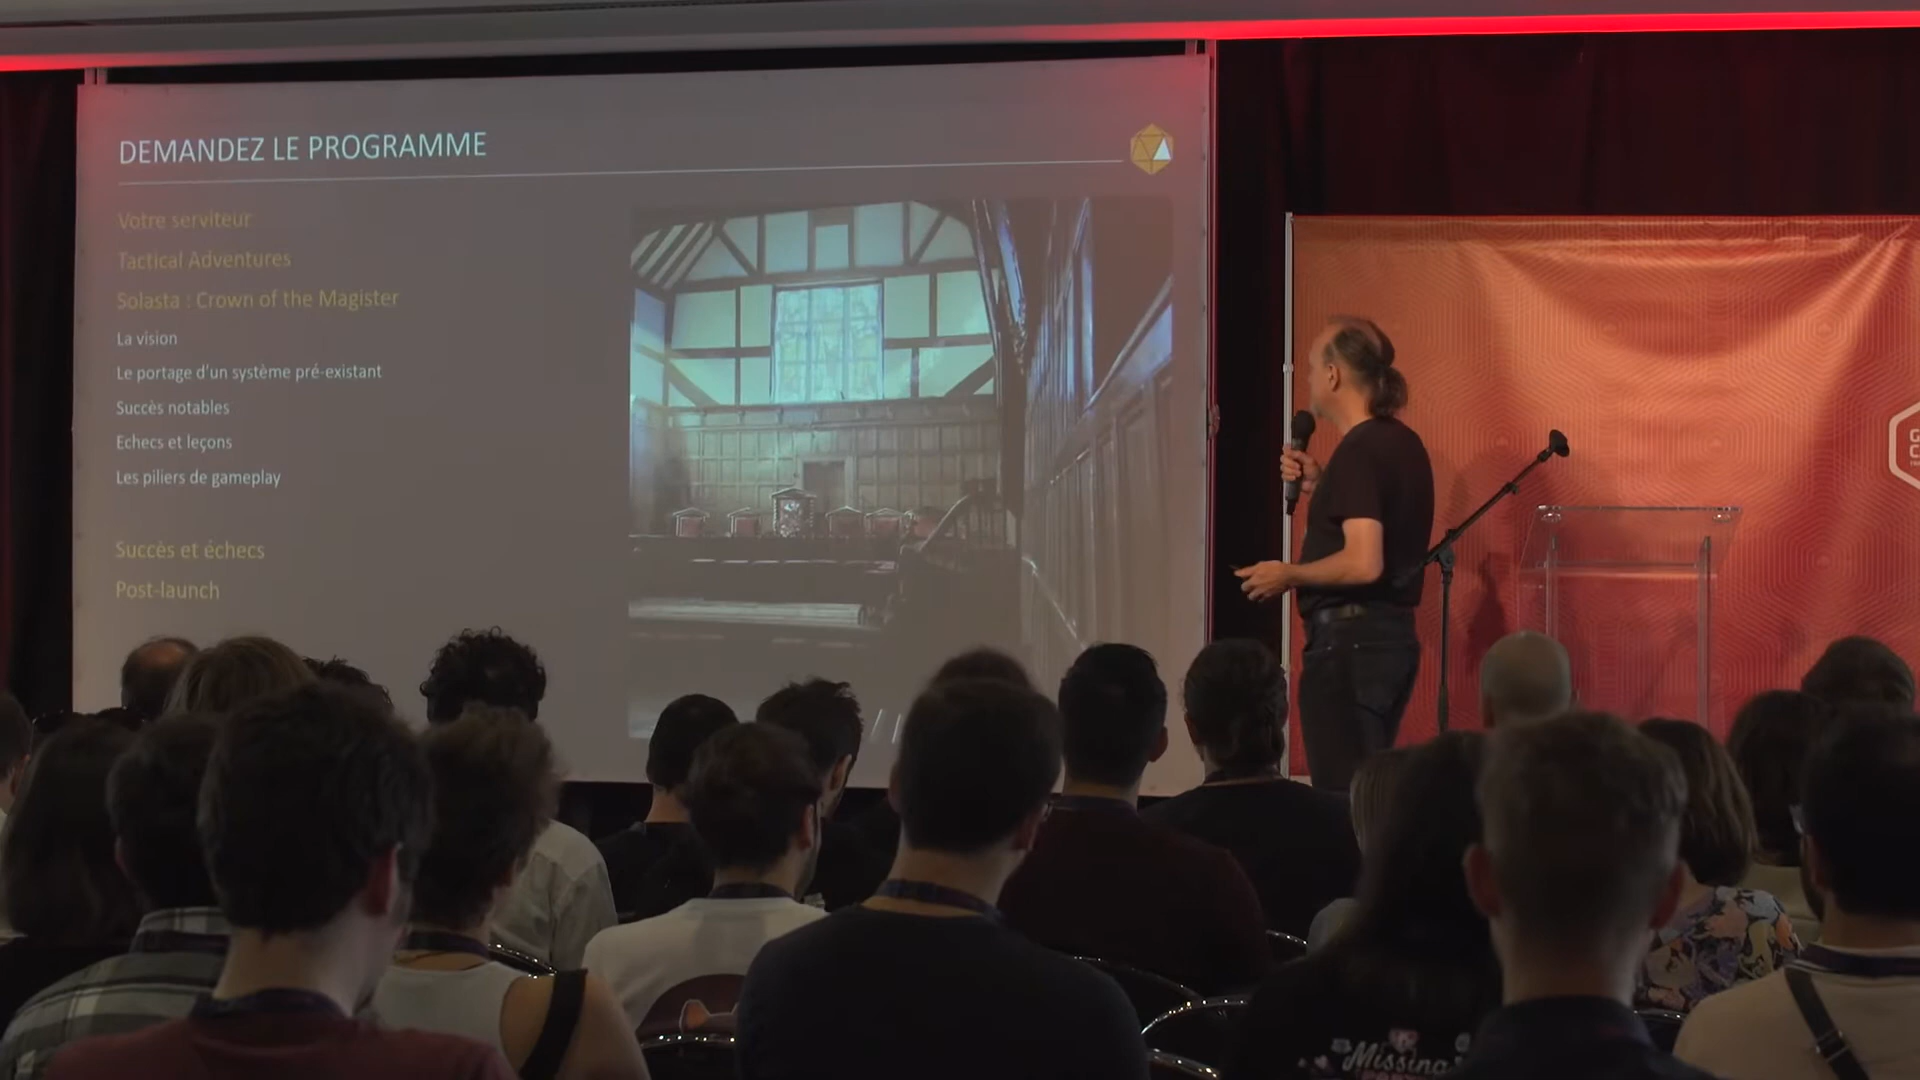 DEMANDEZ LE PROGRAMME
Votre serviteur
Tactical Adventures
Solasta : Crown of the Magister
La vision
Le portage d'un système pré-existant
Succès notables
Echecs et leçons
Les piliers de gameplay
Succès et échecs
Post-launch
Missing